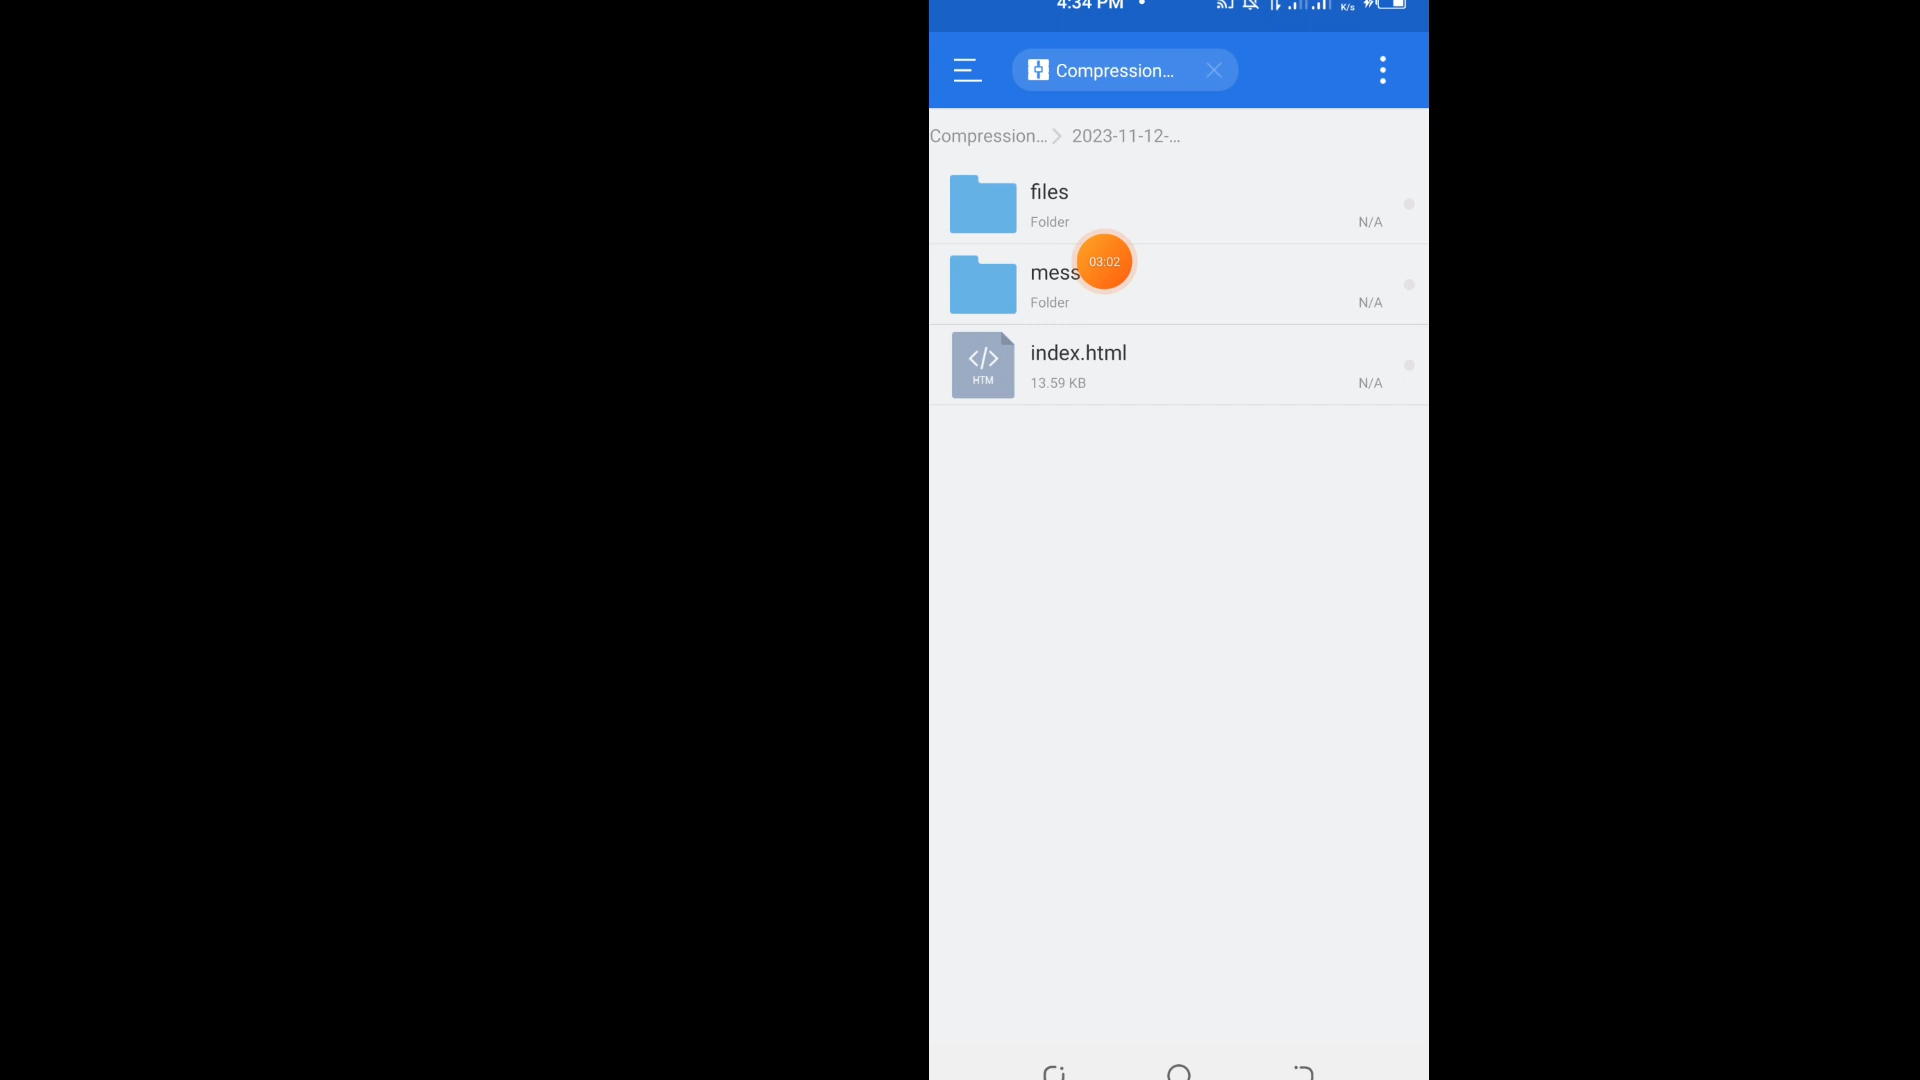 4:34 PM
K/s
Compression...
Compression... 2023-11-12-...
files
Folder N/A
03:02
mess
Folder N/A
index.html
HTM
13.59 KB N/A